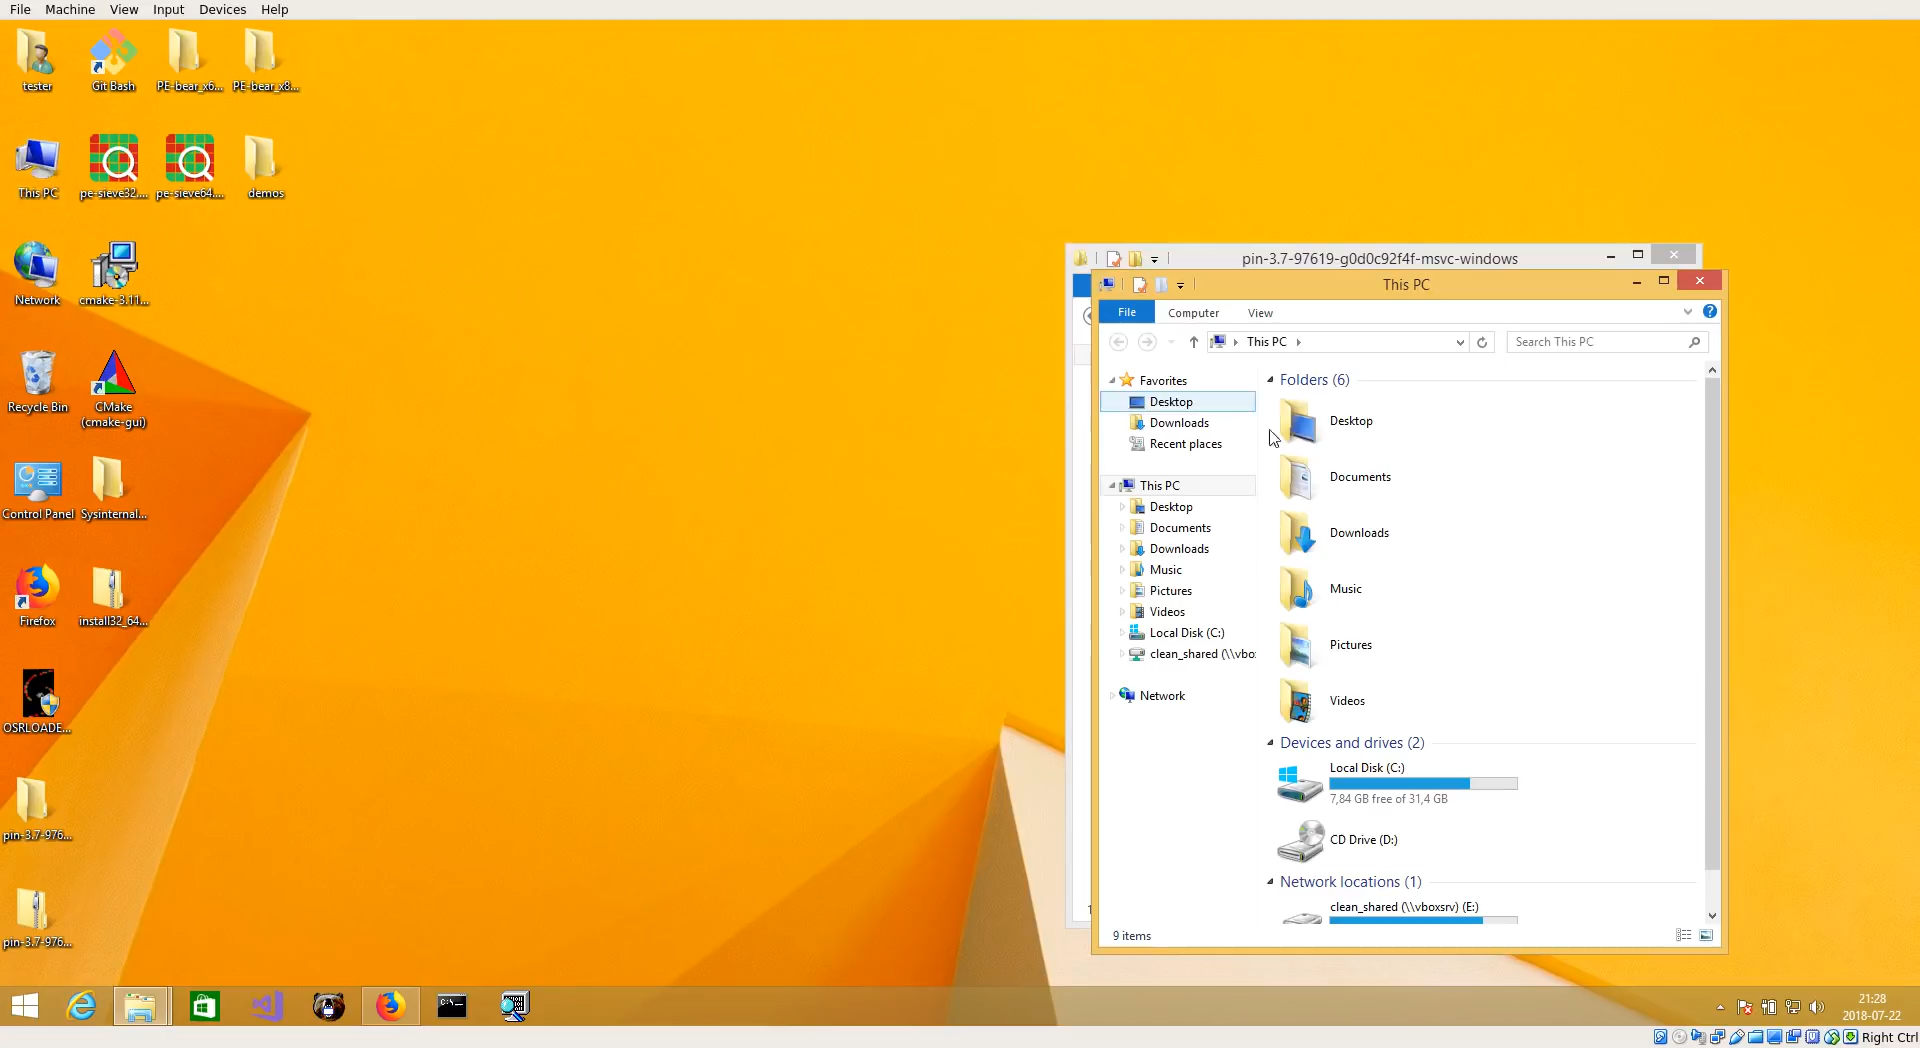 File Machine View Input Devices Help
tester
Git Bash
PE-bear_x6...
PE-bear_x8...
This PC
pe-sieve32....
pe-sieve64....
demos
Network
cmake-3.11...
Recycle Bin
CMake
(cmake-gui)
Control Panel
Sysinternal...
Firefox
install32_64...
OSRLOADE...
pin-3.7-976...
pin-3.7-976...
pin-3.7-97619-g0d0c92f4f-msvc-windows
This PC
File Computer View
This PC
Search This PC
Favorites
Desktop
Downloads
Recent places
This PC
Desktop
Documents
Downloads
Music
Pictures
Videos
Local Disk (C:)
clean_shared (\\vbo
Network
Folders (6)
Desktop
Documents
Downloads
Music
Pictures
Videos
Devices and drives (2)
Local Disk (C:)
7,84 GB free of 31,4 GB
CD Drive (D:)
Network locations (1)
clean_shared (\\vboxsrv) (E:)
9 items
C:\.
21:28
2018-07-22
Right Ctrl